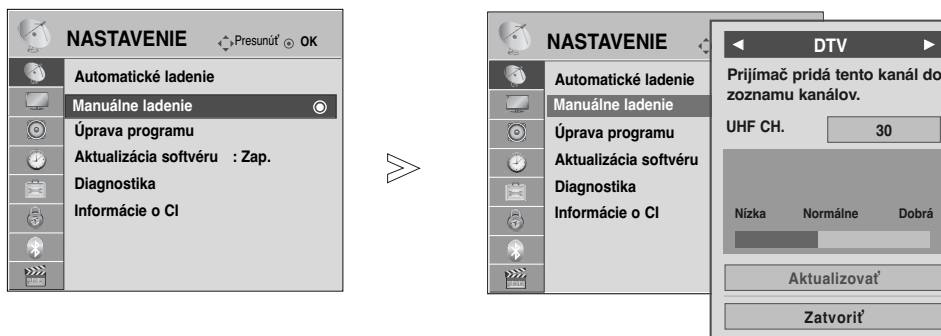 NASTAVENIE Presunúť OK
Automatické ladenie
Manuálne ladenie
Úprava programu
Aktualizácia softvéru : Zap.
Diagnostika
Informácie o CI
NASTAVENIE
Automatické ladenie
Manuálne ladenie
Úprava programu
Aktualizácia softvéru
Diagnostika
Informácie o CI
DTV
Prijímač pridá tento kanál do
zoznamu kanálov.
UHF CH. 30
Nízka Normálne Dobrá
Aktualizovať
Zatvoriť